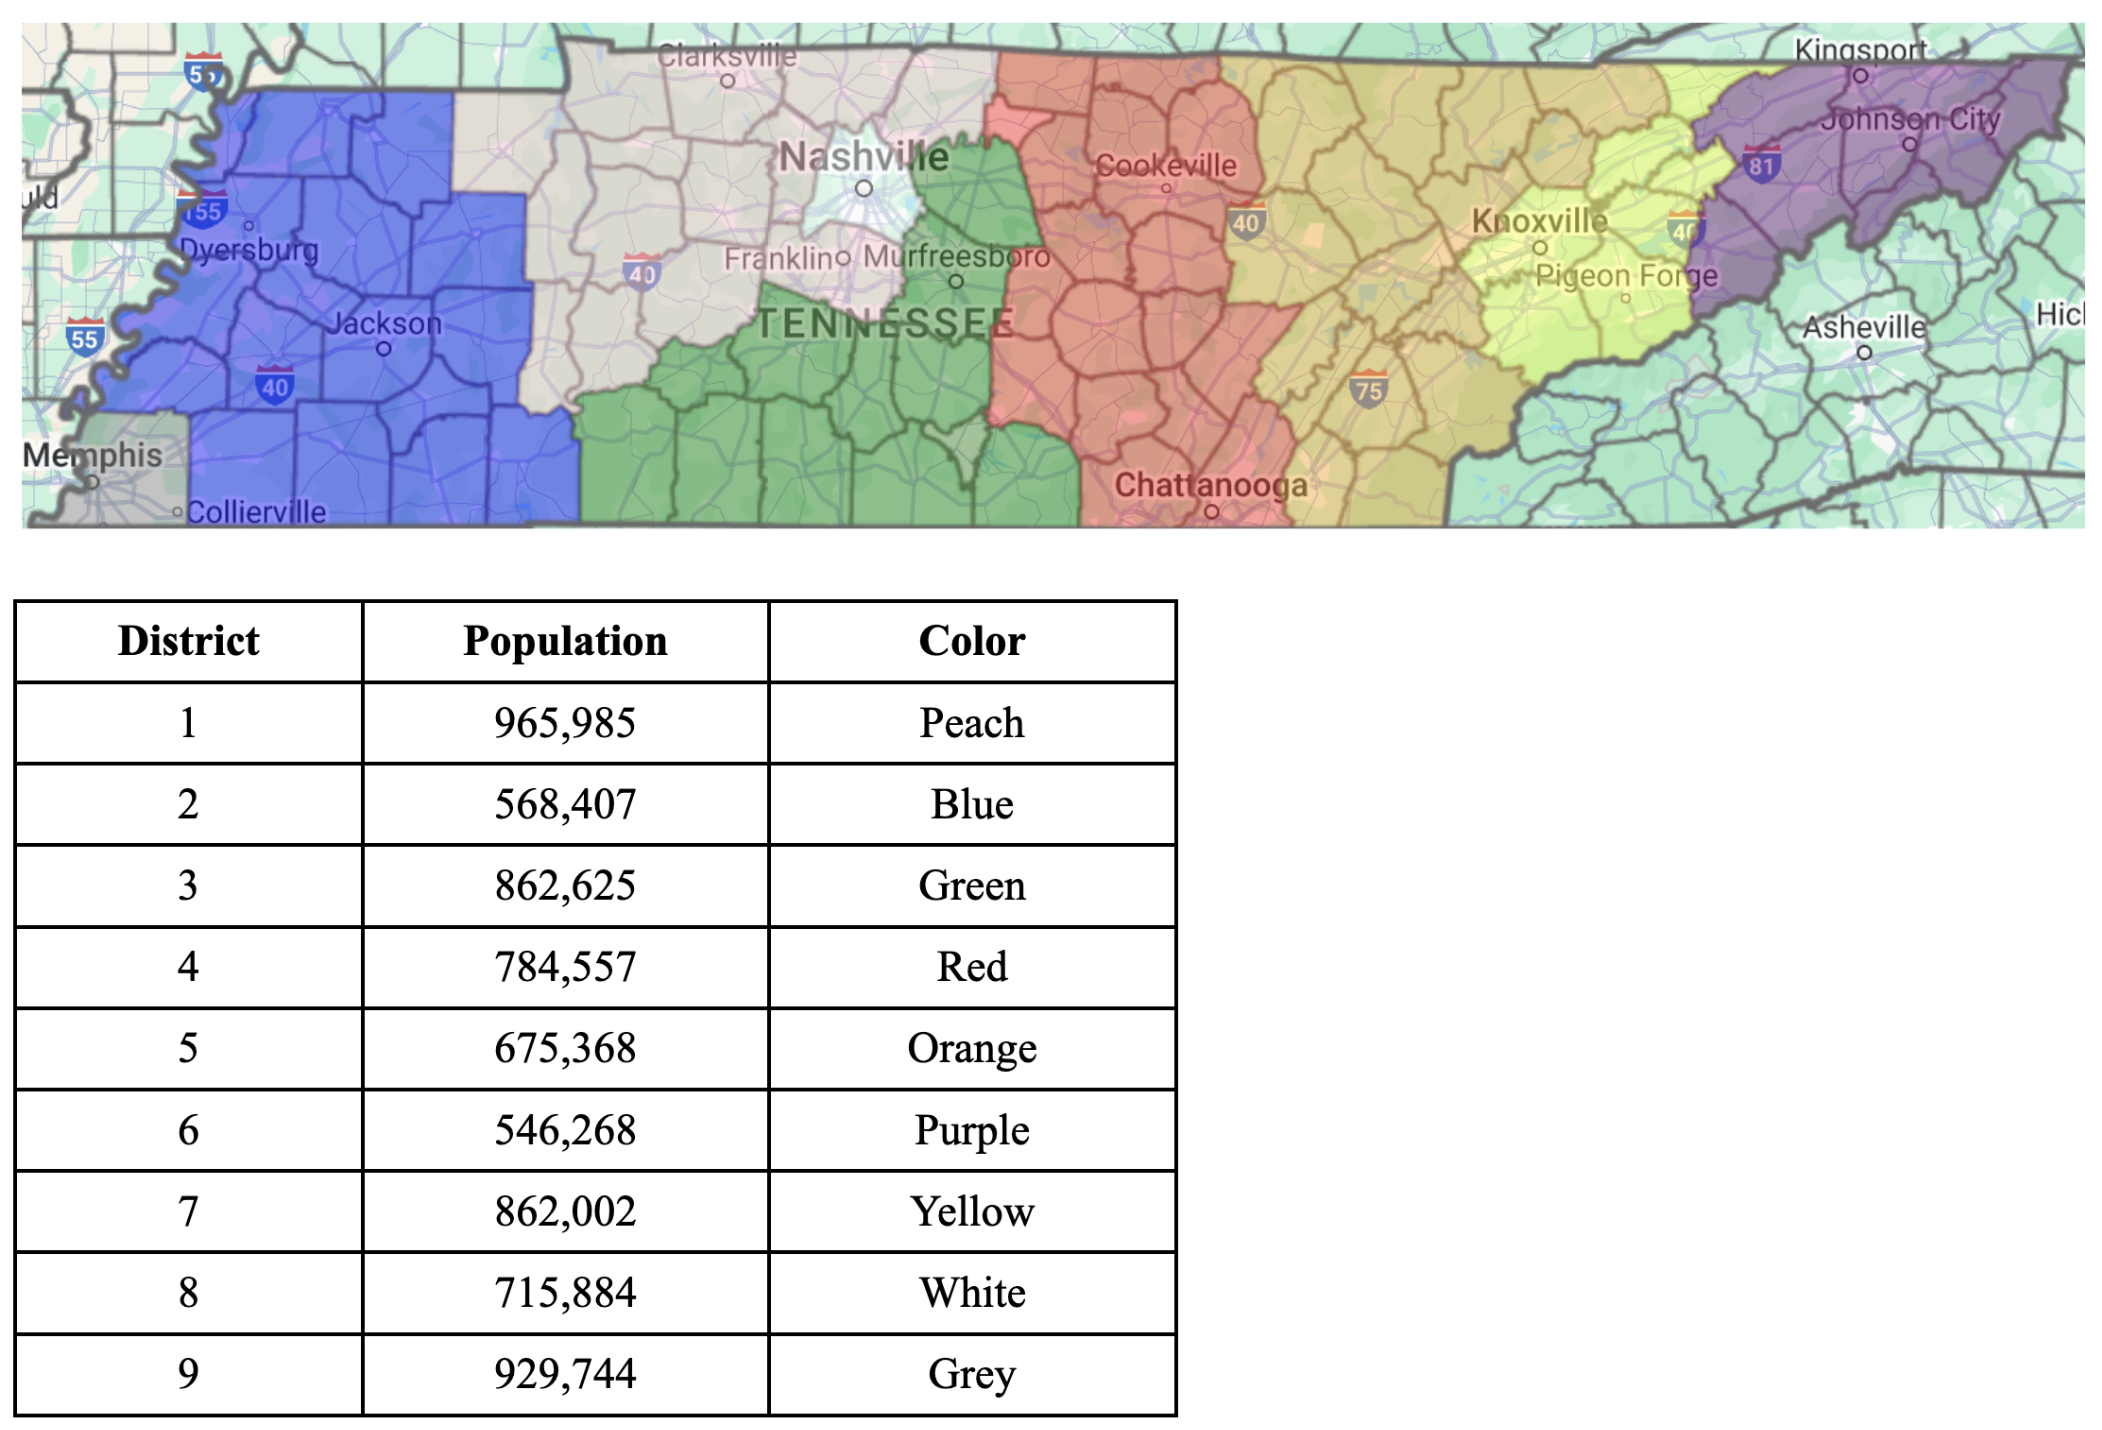 Clarksville
Kingsport
55
Nashville
Cookeville
Johnson City
81
uld
155
Dyersburg
40
Knoxville
40
Franklin
Murfreesboro
40
Pigeon Forge
Jackson
TENNESSEE
Asheville
Hicl
55
40
75
Memphis
Collierville
Chattanooga
District Population Color
1 965,985 Peach
2 568,407 Blue
3 862,625 Green
4 784,557 Red
5 675,368 Orange
6 546,268 Purple
7 862,002 Yellow
8 715,884 White
9 929,744 Grey